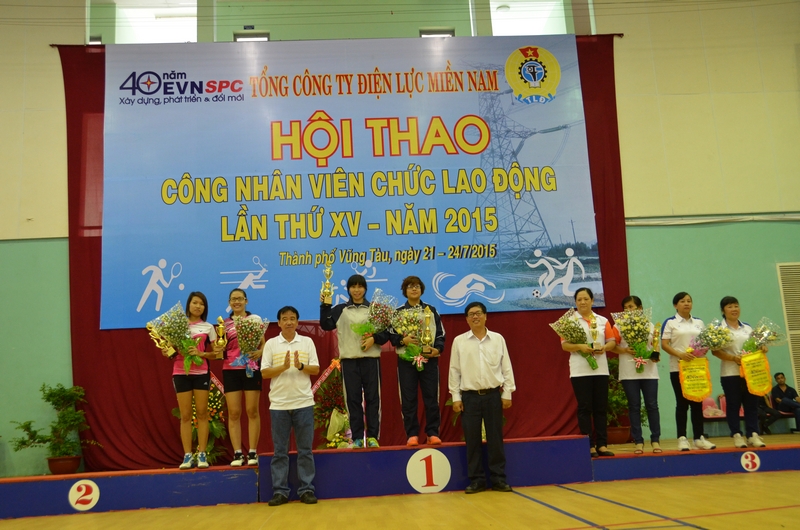 40 năm
EVNSPC
Xây dựng, phát triển & đổi mới
TỔNG CÔNG TY ĐIỆN LỰC MIỀN NAM
TLĐ
HỘI THAO
CÔNG NHÂN VIÊN CHỨC LAO ĐỘNG
LẦN THỨ XV - NĂM 2015
Thành phố Vũng Tàu, ngày 21 - 24/7/2015
2
1
3